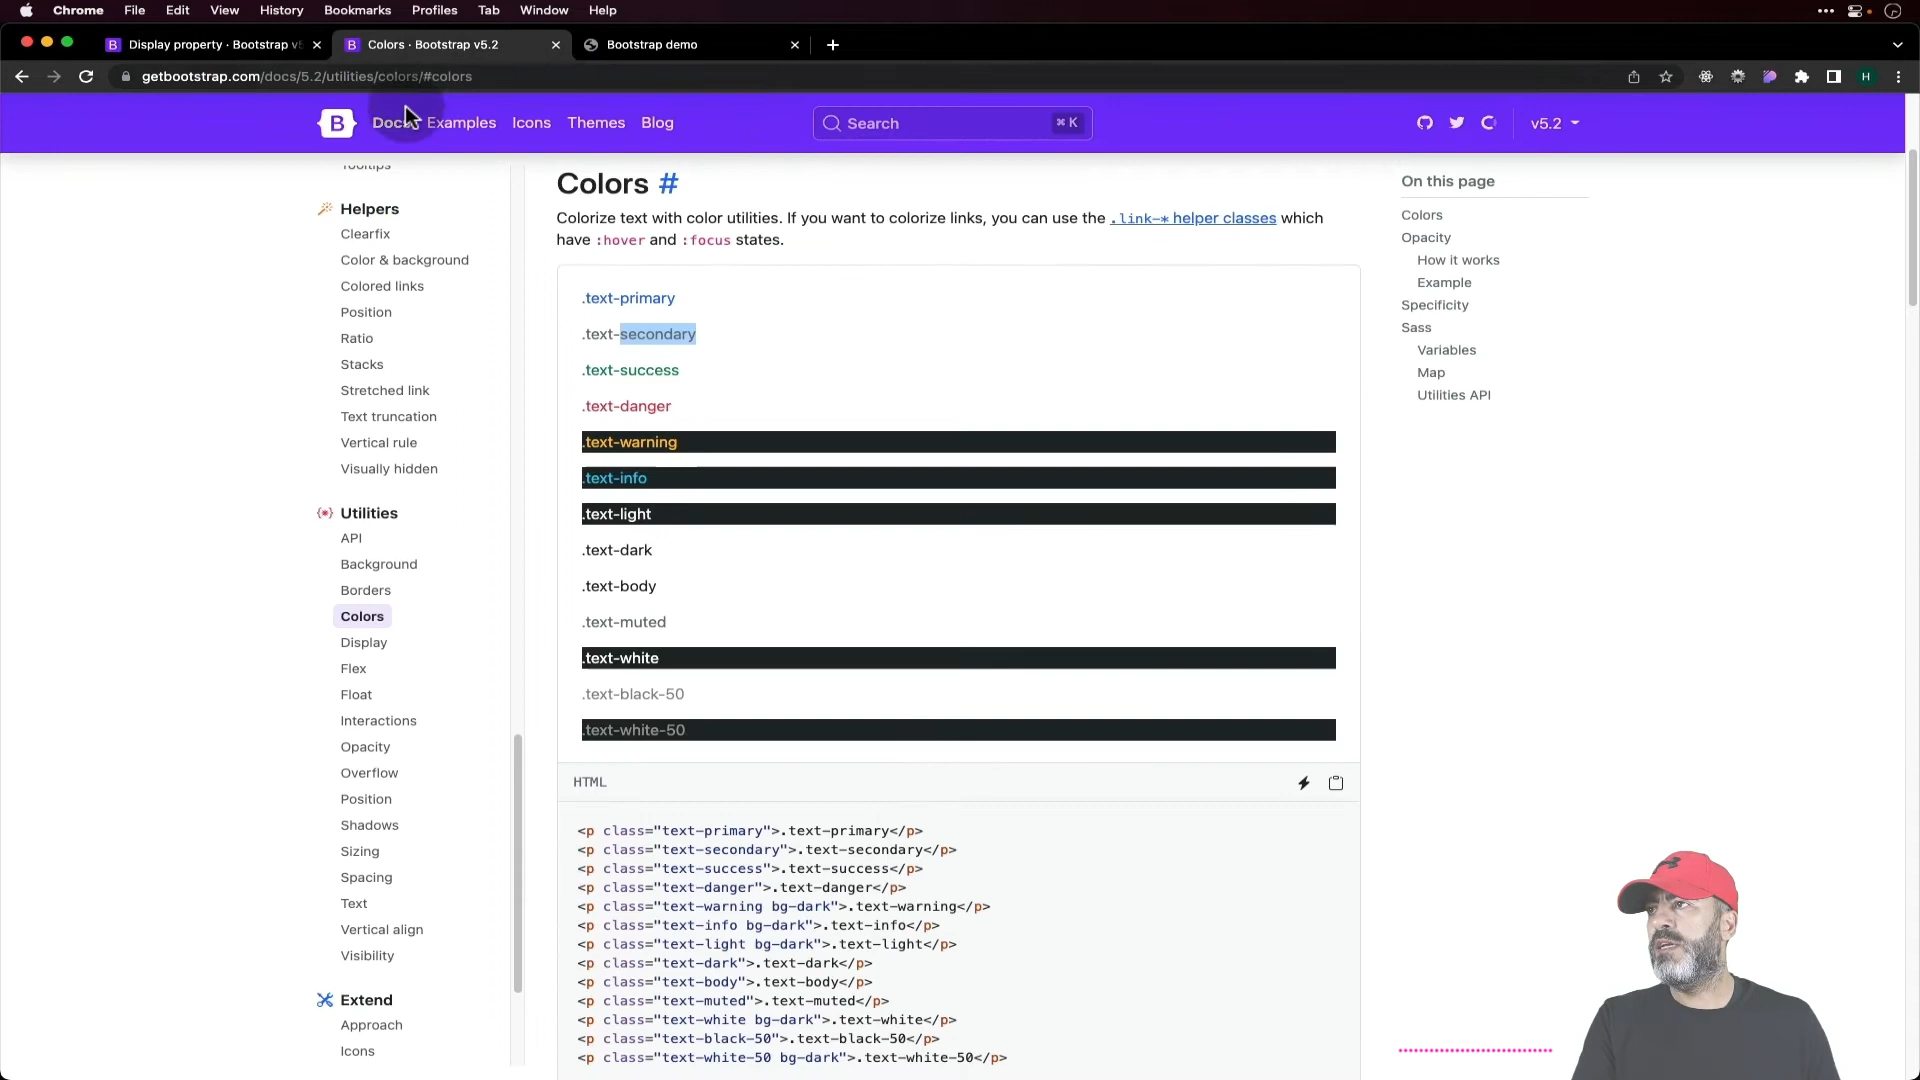 Chrome File Edit View History Bookmarks Profiles Tab Window Help
Display property · Bootstrap v5
Colors · Bootstrap v5.2
Bootstrap demo
getbootstrap.com/docs/5.2/utilities/colors/#colors
H
B
Docs Examples Icons Themes Blog
Search
⌘ K
v5.2
Tooltips
Helpers
Clearfix
Color & background
Colored links
Position
Ratio
Stacks
Stretched link
Text truncation
Vertical rule
Visually hidden
Utilities
API
Background
Borders
Colors
Display
Flex
Float
Interactions
Opacity
Overflow
Position
Shadows
Sizing
Spacing
Text
Vertical align
Visibility
Extend
Approach
Icons
Colors #
Colorize text with color utilities. If you want to colorize links, you can use the .link-* helper classes which
have :hover and :focus states.
.text-primary
.text-secondary
.text-success
.text-danger
.text-warning
.text-info
.text-light
.text-dark
.text-body
.text-muted
.text-white
.text-black-50
.text-white-50
HTML
<p class="text-primary">.text-primary</p>
<p class="text-secondary">.text-secondary</p>
<p class="text-success">.text-success</p>
<p class="text-danger">.text-danger</p>
<p class="text-warning bg-dark">.text-warning</p>
<p class="text-info bg-dark">.text-info</p>
<p class="text-light bg-dark">.text-light</p>
<p class="text-dark">.text-dark</p>
<p class="text-body">.text-body</p>
<p class="text-muted">.text-muted</p>
<p class="text-white bg-dark">.text-white</p>
<p class="text-black-50">.text-black-50</p>
<p class="text-white-50 bg-dark">.text-white-50</p>
On this page
Colors
Opacity
How it works
Example
Specificity
Sass
Variables
Map
Utilities API